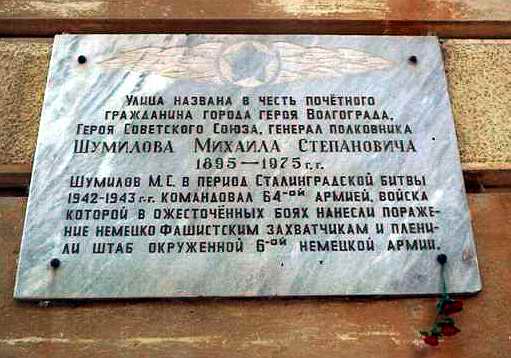 Улица названа в честь почётного
гражданина города героя Волгограда,
Героя Советского Союза, генерал полковника
Шумилова Михаила Степановича
1895—1975 г.г.
Шумилов М.С. в период Сталинградской битвы
1942-1943 г.г. командовал 64-ой армией, войска
которой в ожесточённых боях нанесли пораже-
ние немецко фашистским захватчикам и плени-
ли штаб окруженной 6-ой немецкой армии.